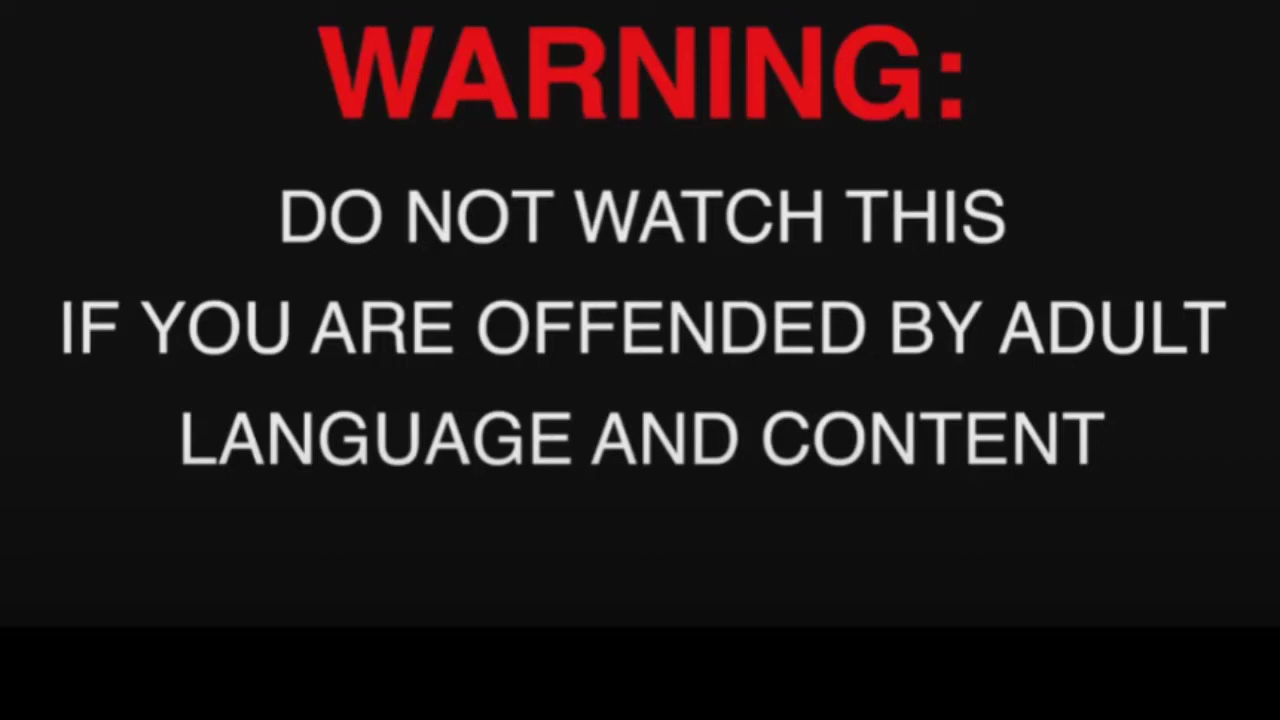 WARNING:
DO NOT WATCH THIS
IF YOU ARE OFFENDED BY ADULT
LANGUAGE AND CONTENT